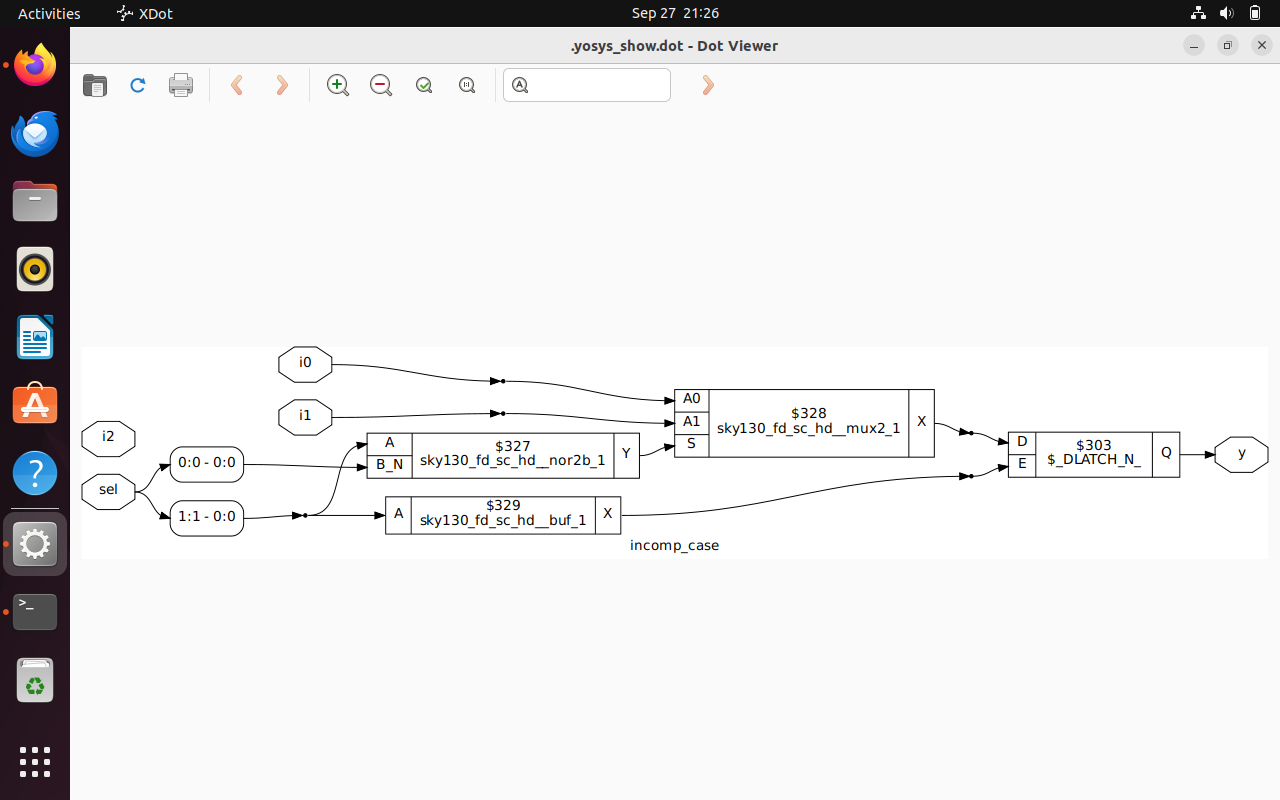 Activities
XDot
Sep 27 21:26
.yosys_show.dot - Dot Viewer
i0
i1
i2
sel
0:0 - 0:0
1:1 - 0:0
A
B_N
$327
sky130_fd_sc_hd__nor2b_1
Y
A
$329
sky130_fd_sc_hd__buf_1
X
A0
A1
S
$328
sky130_fd_sc_hd__mux2_1
X
D
E
$303
$_DLATCH_N_
Q
y
incomp_case